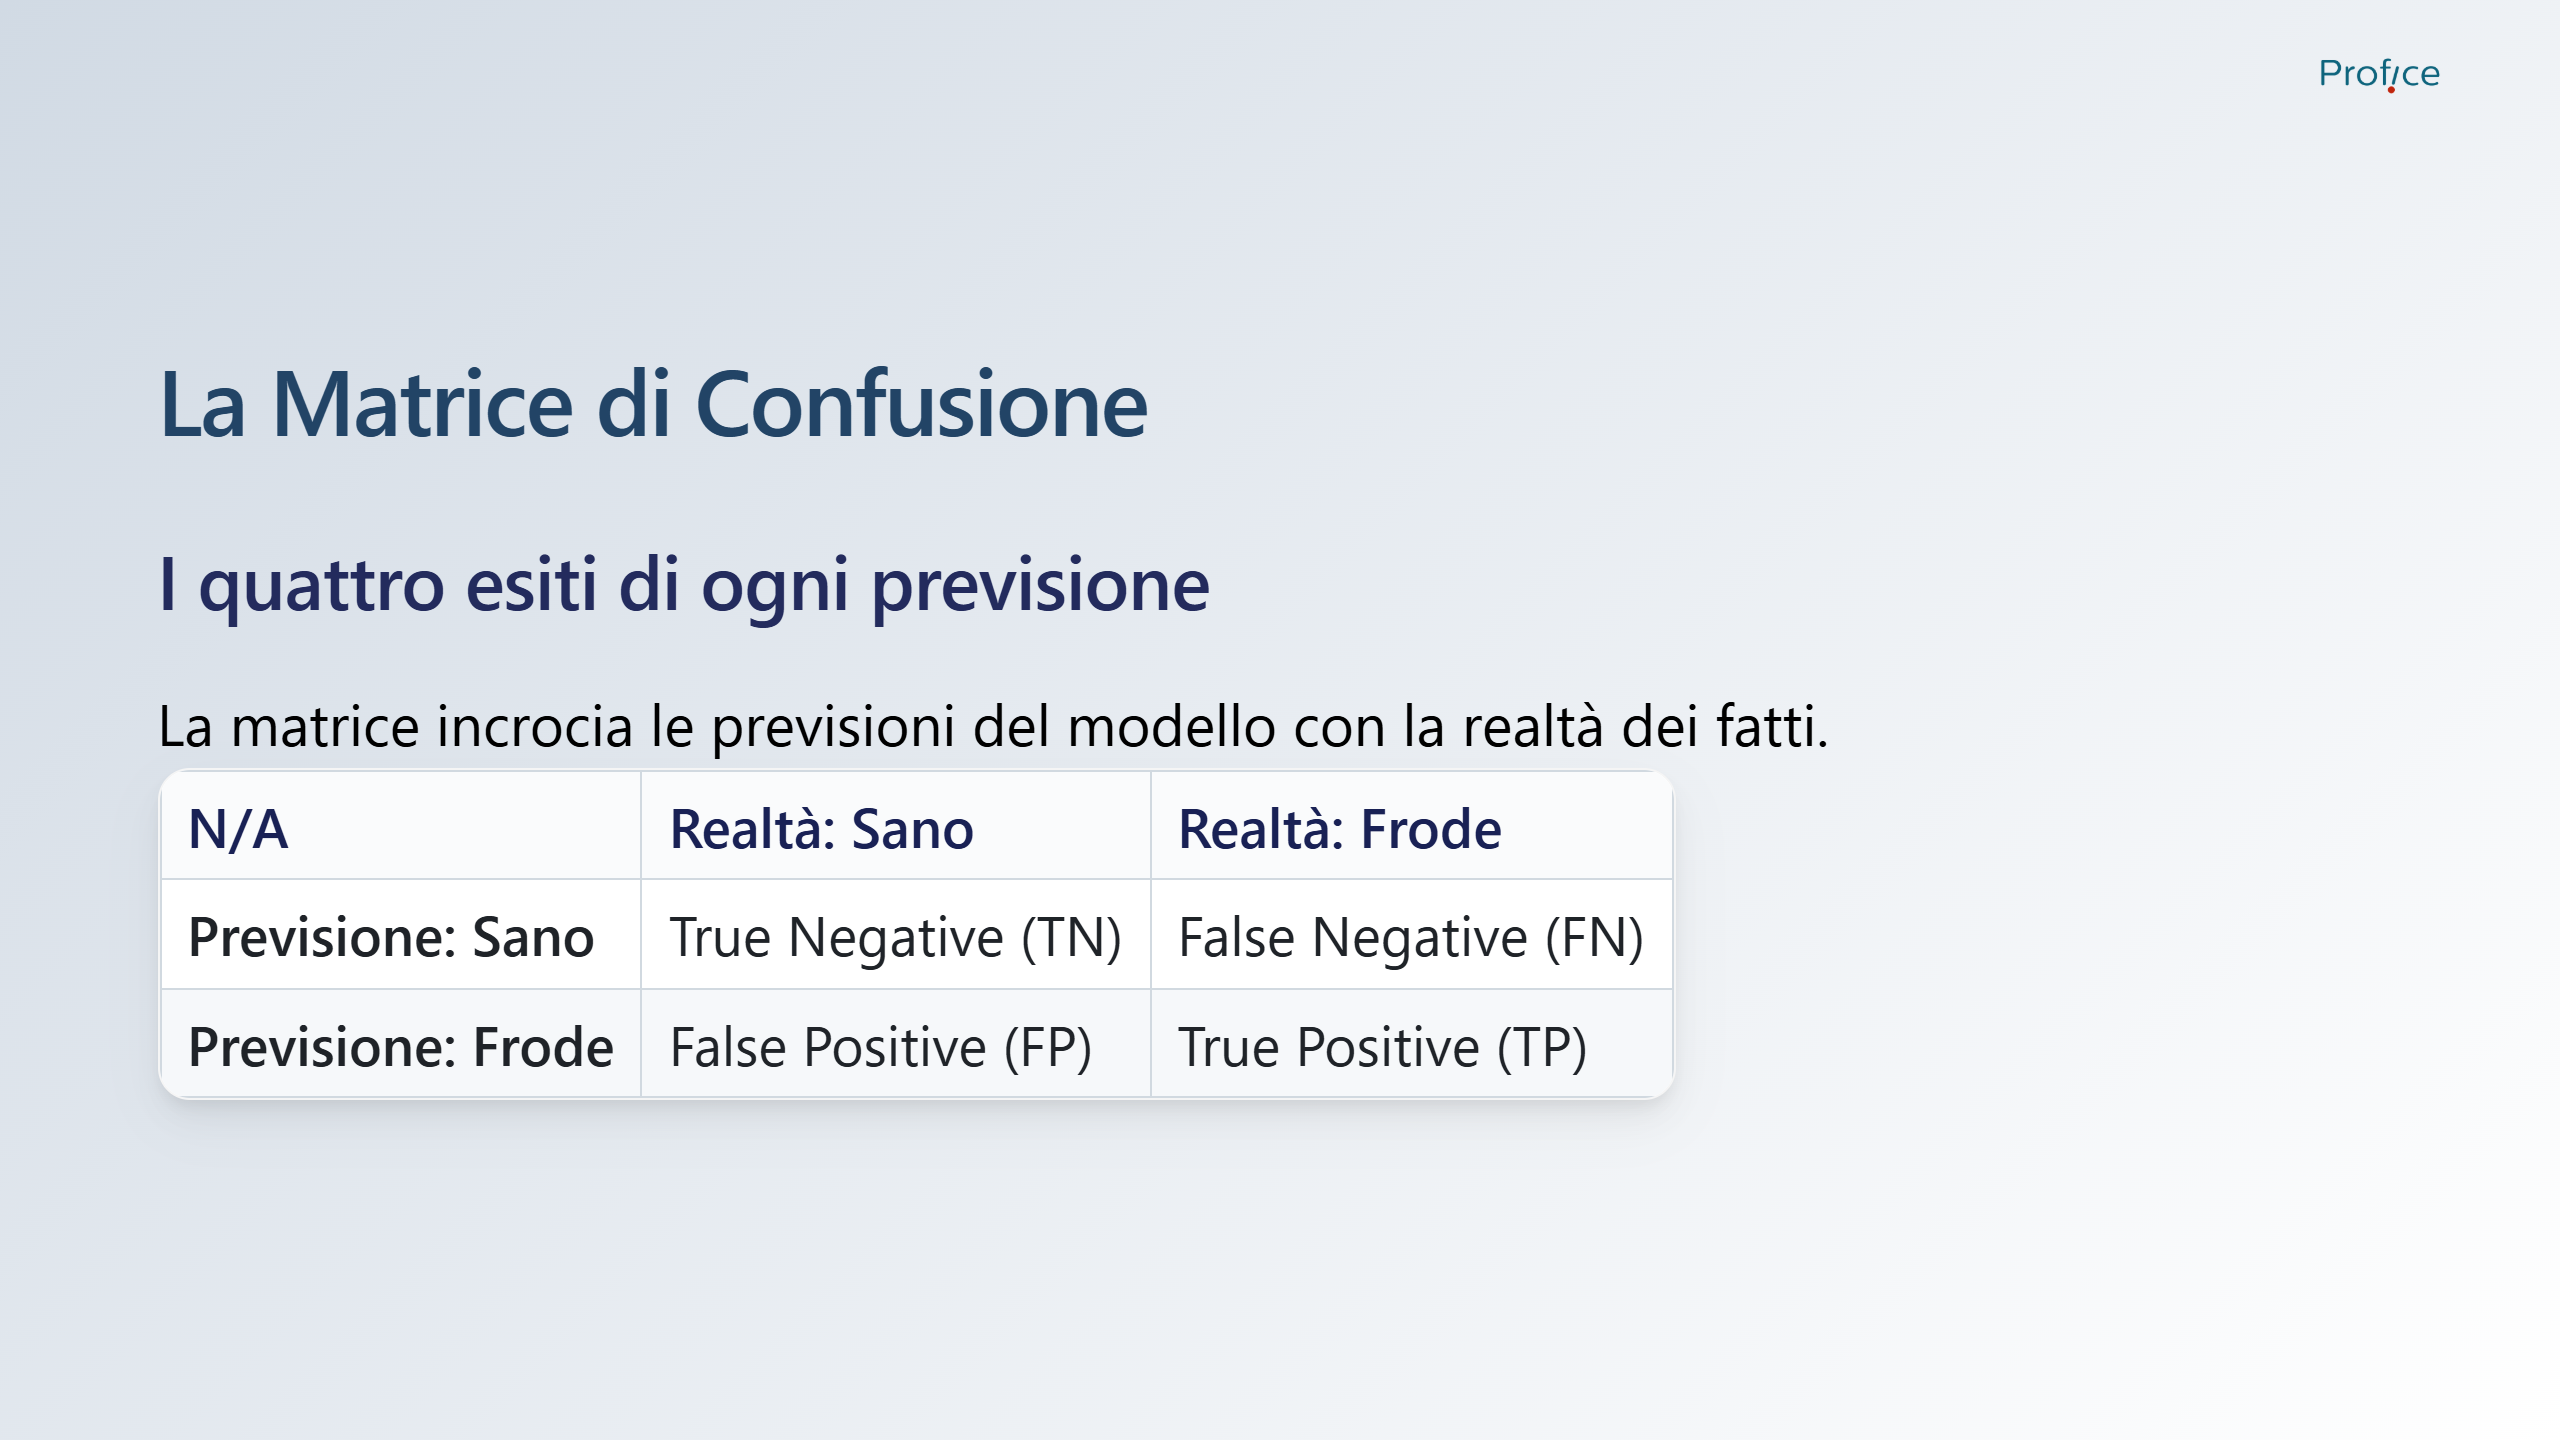 Profice
La Matrice di Confusione
I quattro esiti di ogni previsione
La matrice incrocia le previsioni del modello con la realtà dei fatti.
N/A Realtà: Sano Realtà: Frode
Previsione: Sano True Negative (TN) False Negative (FN)
Previsione: Frode False Positive (FP) True Positive (TP)